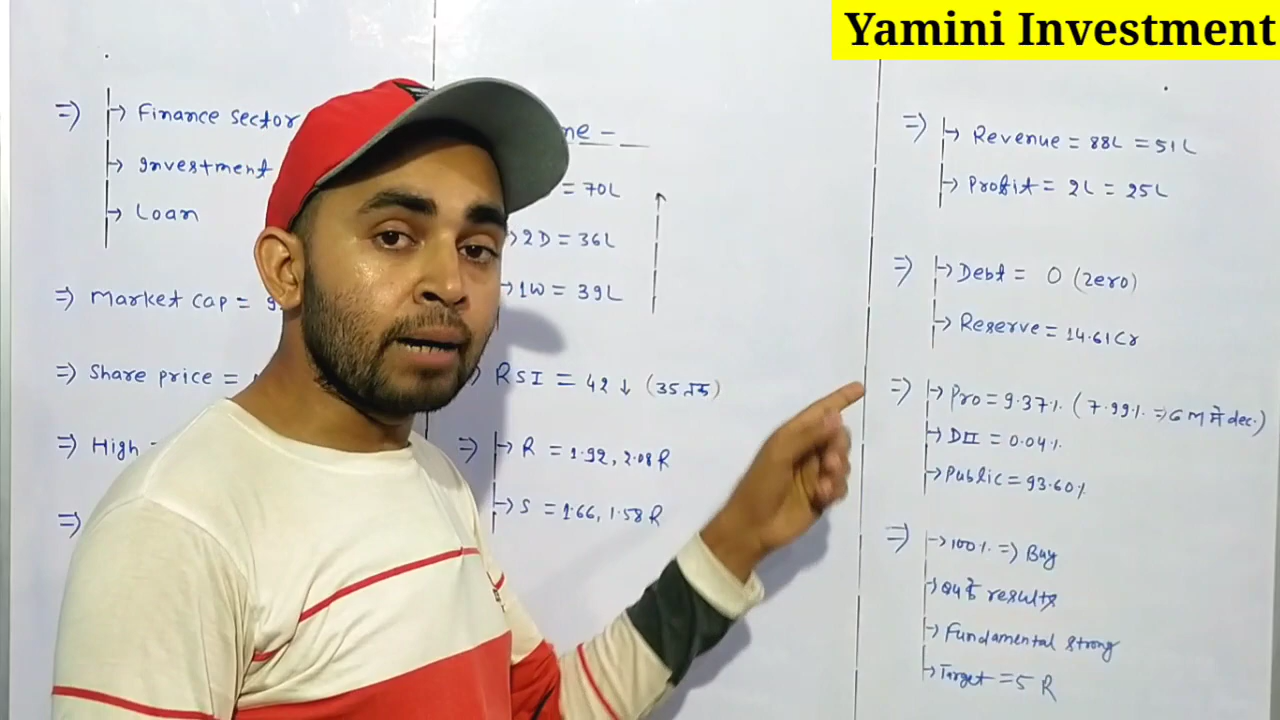 Yamini Investment
=> -> Finance Sector
-> Investment
-> Loan
=> Market Cap =
=> Share price =
=> High
=>
= 70L
-> 2D = 36L
-> 1W = 39L
RSI = 42 ↓ (35 तक)
=> -> R = 1.92, 2.08 R
-> S = 1.66, 1.58 R
=> -> Revenue = 88L = 51L
-> Profit = 2L = 25L
=> -> Debt = 0 (Zero)
-> Reserve = 14.61Cr
=> -> Pro = 9.37% (7.99% => 6 M में dec.)
-> DII = 0.04%
-> Public = 93.60%
=> -> 100% => Buy
-> Q4 के results
-> Fundamental strong
-> Target = 5 R